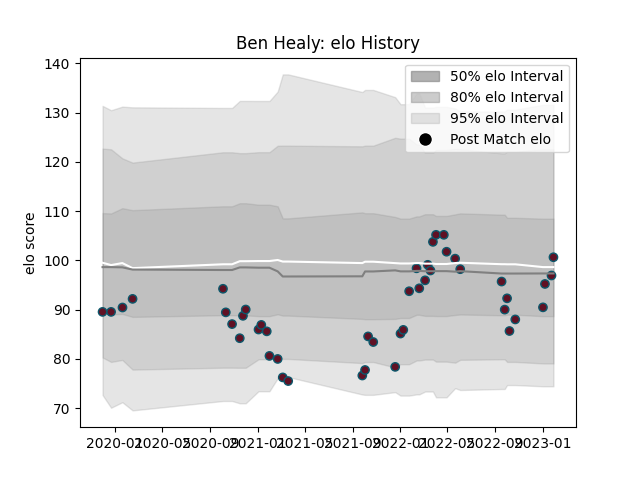 Ben Healy: elo History
140
130
120
110
100
90
80
70
elo score
50% elo Interval
80% elo Interval
95% elo Interval
Post Match elo
2020-01 2020-05 2020-09 2021-01 2021-05 2021-09 2022-01 2022-05 2022-09 2023-01